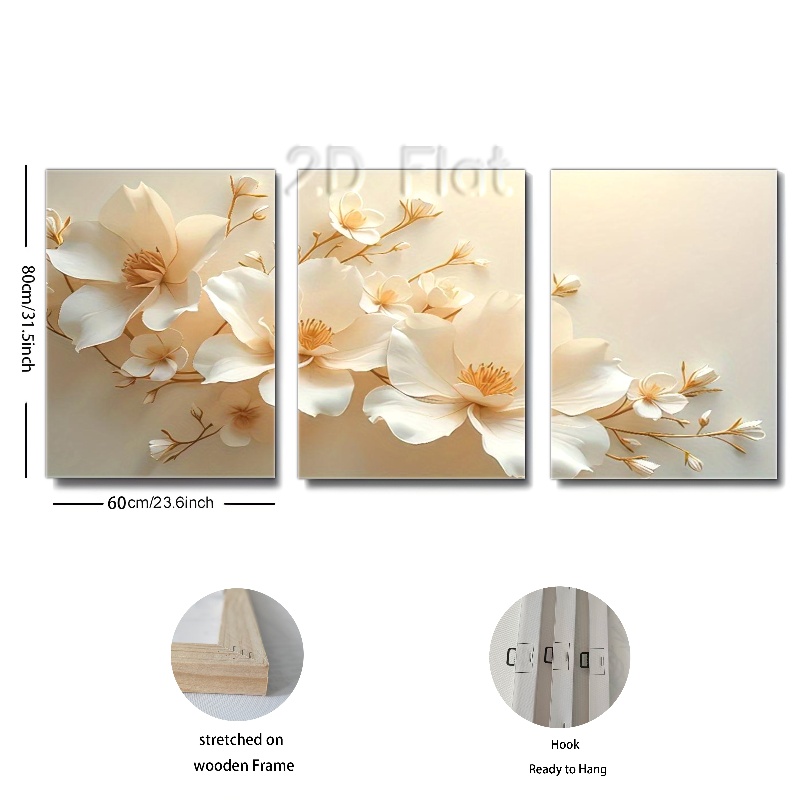 2D Flat
80cm/31.5inch
60cm/23.6inch
stretched on
wooden Frame
Hook
Ready to Hang